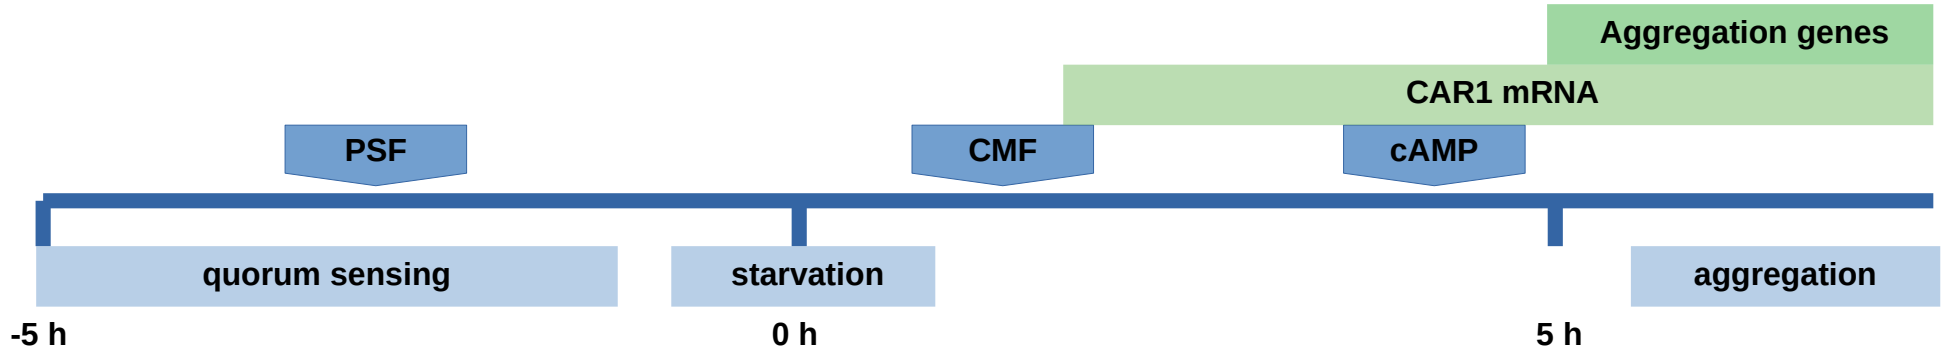 Aggregation genes
CAR1 mRNA
PSF
CMF
cAMP
quorum sensing
starvation
aggregation
-5 h
0 h
5 h